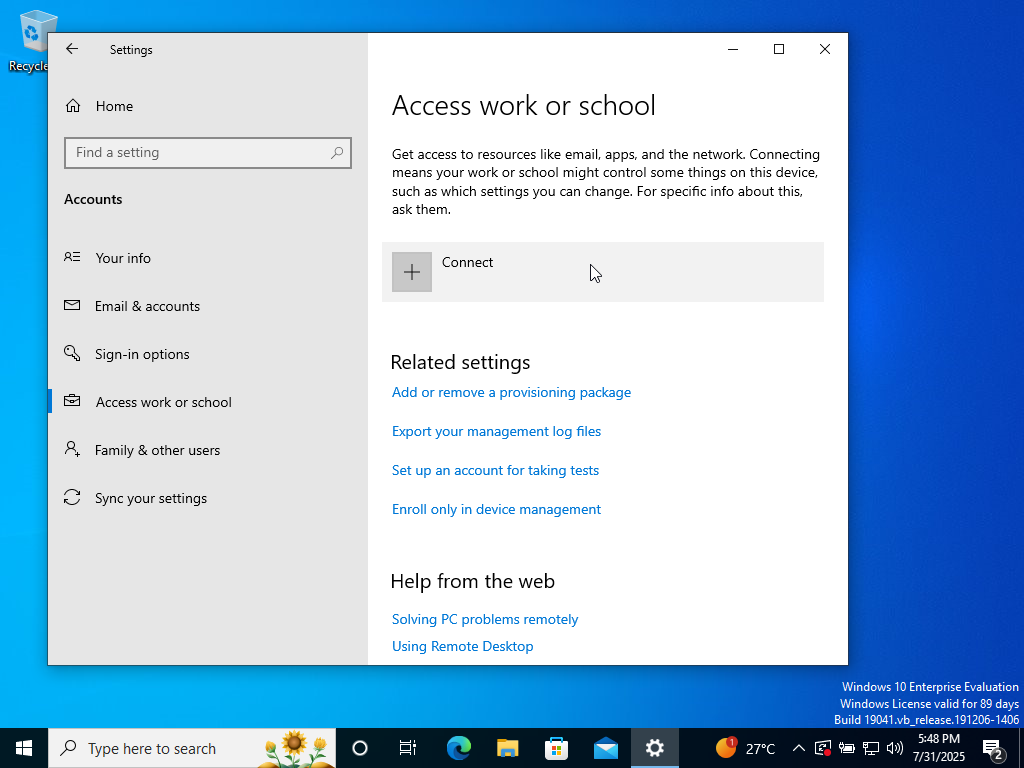 Recycle
Settings
Home
Find a setting
Accounts
Your info
Email & accounts
Sign-in options
Access work or school
Family & other users
Sync your settings
Access work or school
Get access to resources like email, apps, and the network. Connecting
means your work or school might control some things on this device,
such as which settings you can change. For specific info about this,
ask them.
Connect
Related settings
Add or remove a provisioning package
Export your management log files
Set up an account for taking tests
Enroll only in device management
Help from the web
Solving PC problems remotely
Using Remote Desktop
Windows 10 Enterprise Evaluation
Windows License valid for 89 days
Build 19041.vb_release.191206-1406
Type here to search
1
27°C
5:48 PM
7/31/2025
2